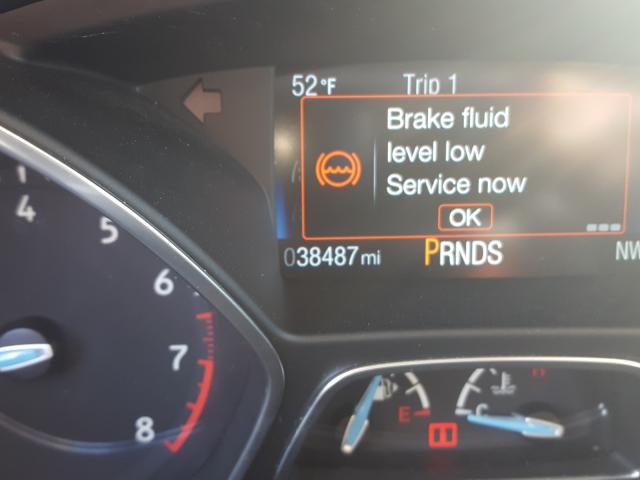 52°F Trip 1
Brake fluid
level low
Service now
OK
038487 mi PRNDS NW
4
5
6
7
8
E
C